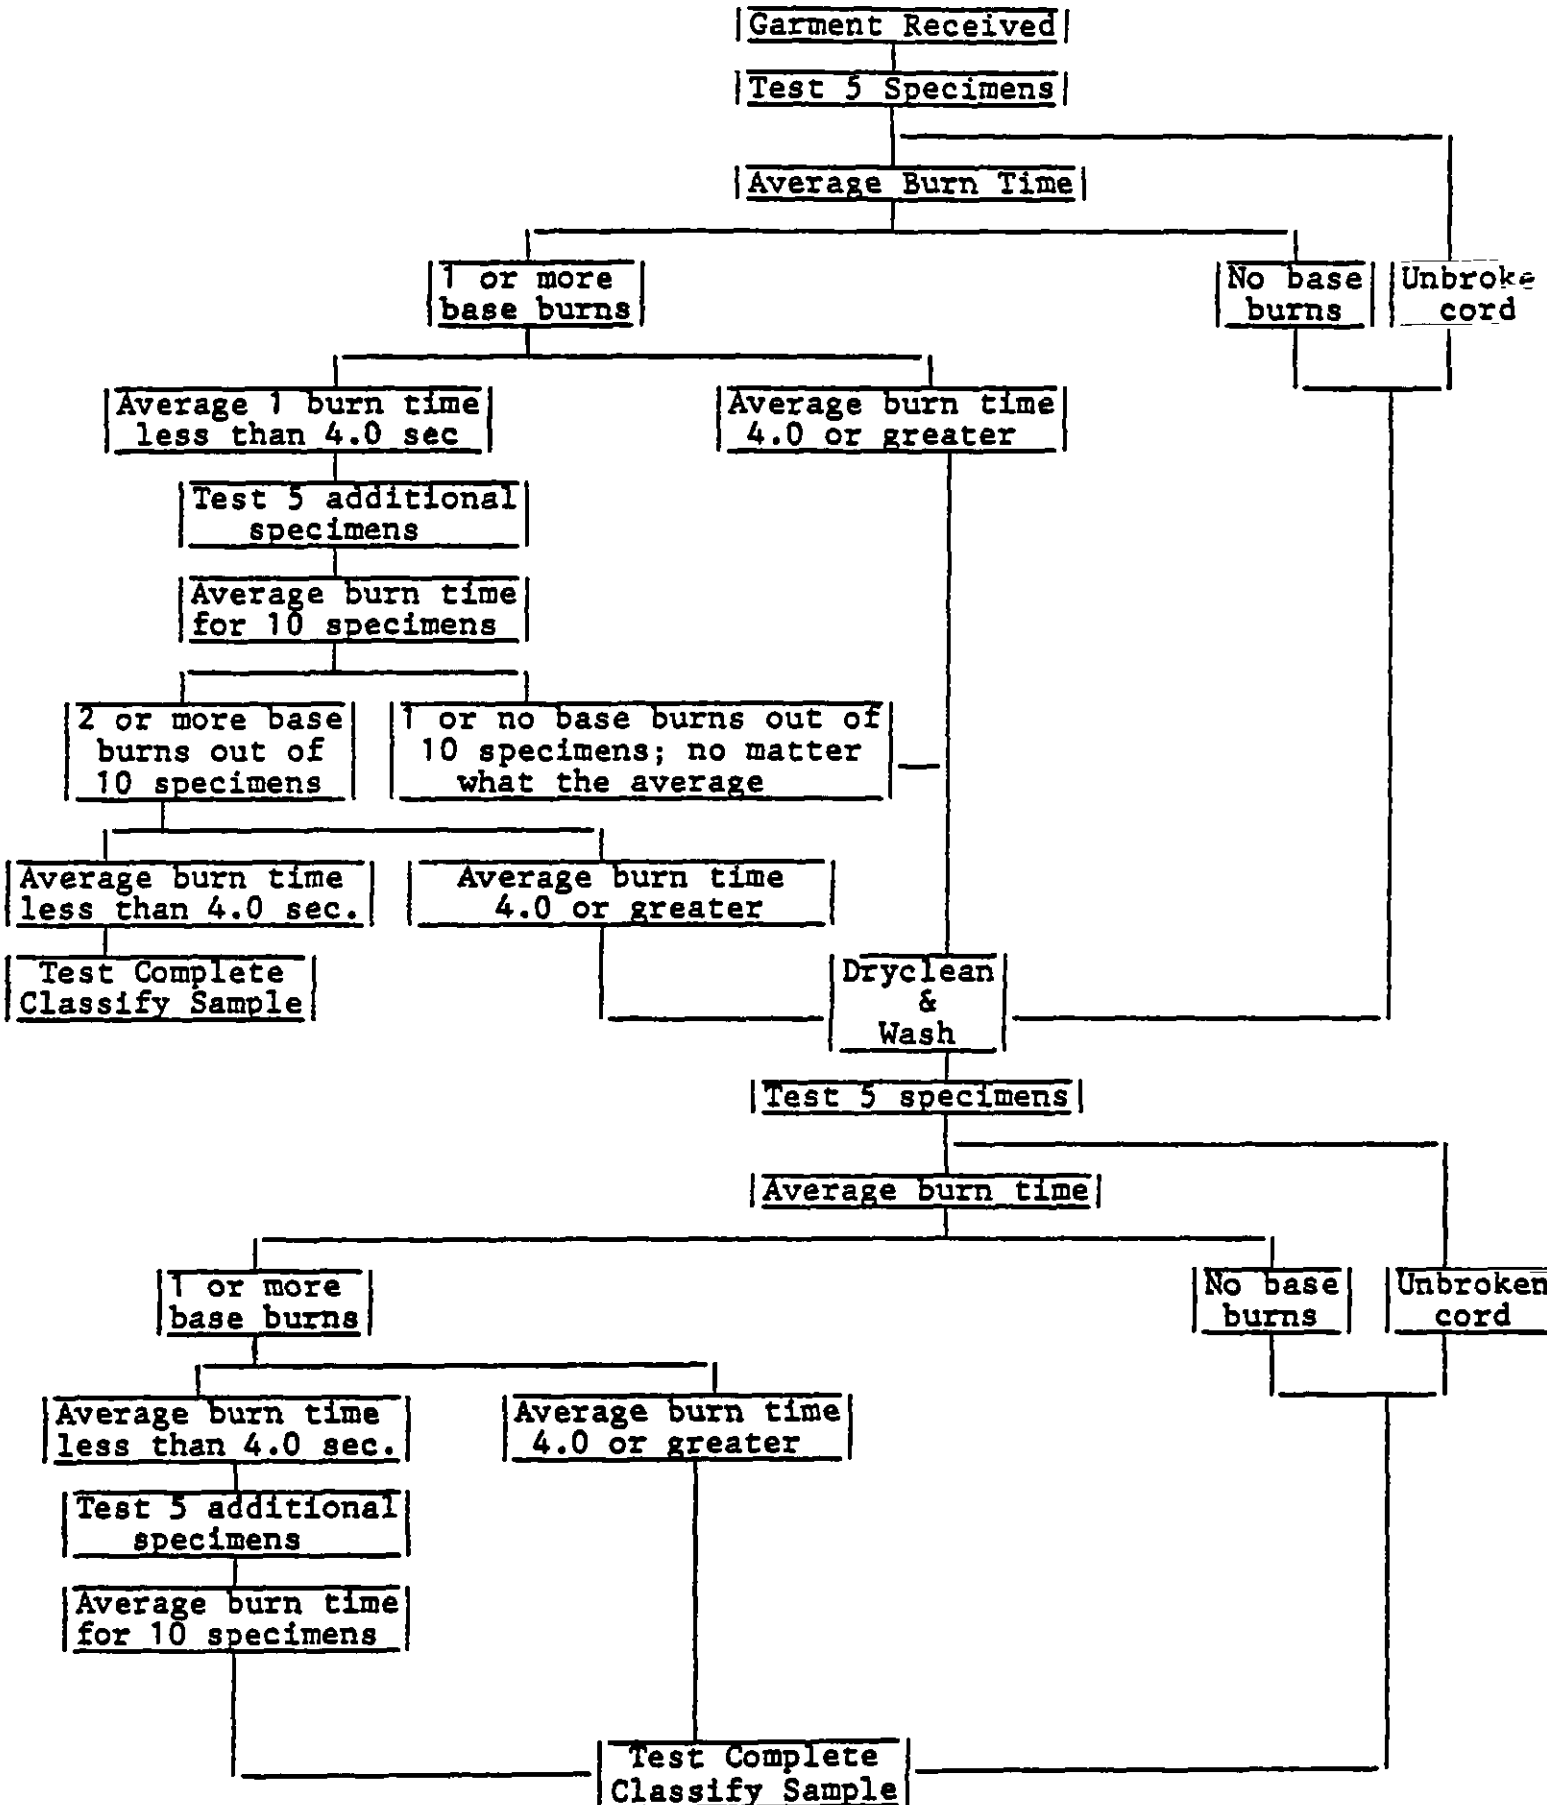 Garment Received
Test 5 Specimens
Average Burn Time
1 or more
base burns
No base
burns
Unbroke
cord
Average 1 burn time
less than 4.0 sec
Average burn time
4.0 or greater
Test 5 additional
specimens
Average burn time
for 10 specimens
2 or more base
burns out of
10 specimens
1 or no base burns out of
10 specimens; no matter
what the average
Average burn time
less than 4.0 sec.
Average burn time
4.0 or greater
Test Complete
Classify Sample
Dryclean
&
Wash
Test 5 specimens
Average burn time
1 or more
base burns
No base
burns
Unbroken
cord
Average burn time
less than 4.0 sec.
Average burn time
4.0 or greater
Test 5 additional
specimens
Average burn time
for 10 specimens
Test Complete
Classify Sample